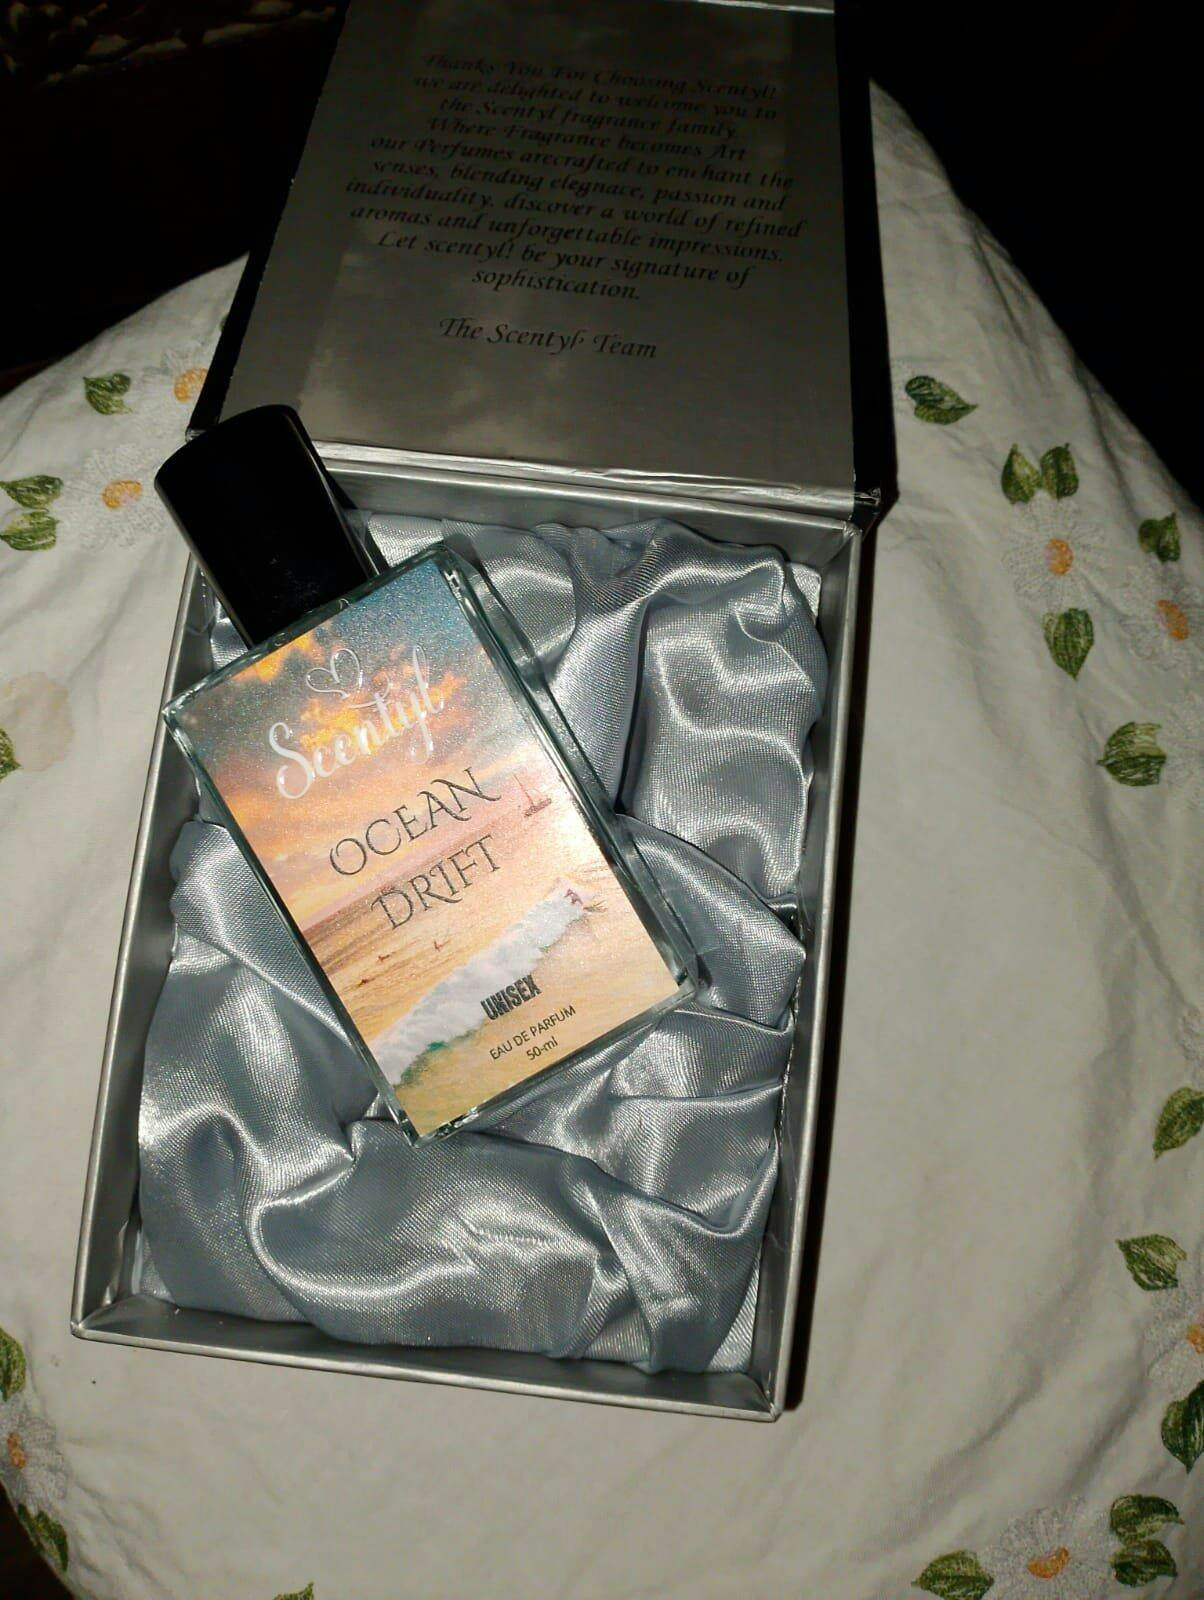 Thanks You For Choosing Scentyl!
we are delighted to welcome you to
the Scentyl fragrance family.
Where Fragrance becomes Art
our Perfumes arecrafted to enchant the
senses, blending elegnace, passion and
individuality. discover a world of refined
aromas and unforgettable impressions.
Let scentyl! be your signature of
sophistication.
The Scentyl Team
Scentyl
OCEAN
DRIFT
UNISEX
EAU DE PARFUM
50-ml